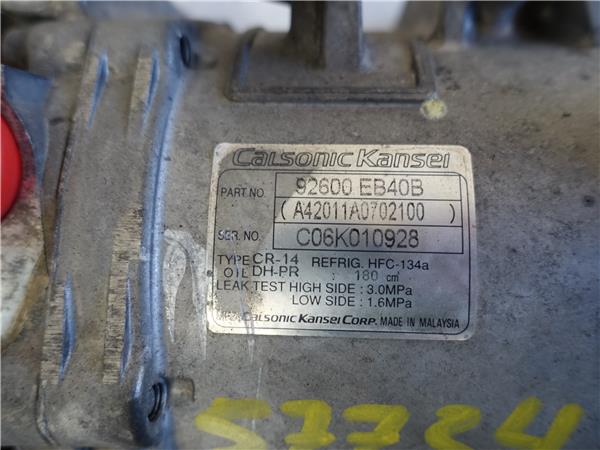 Calsonic Kansei
PART NO. 92600 EB40B
( A42011A0702100 )
SER. NO. C06K010928
TYPE CR-14 REFRIG. HFC-134a
OIL DH-PR : 180 cm³
LEAK TEST HIGH SIDE : 3.0MPa
LOW SIDE : 1.6MPa
Calsonic Kansei Corp. MADE IN MALAYSIA
57724